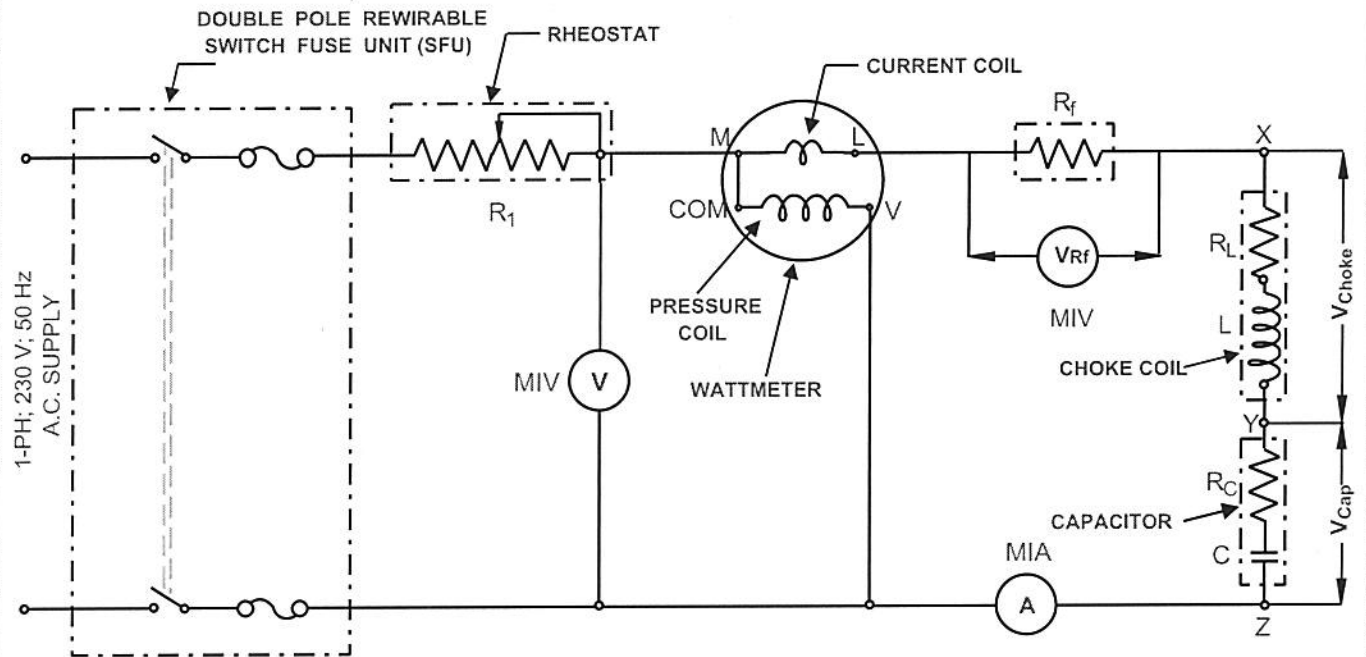 DOUBLE POLE REWIRABLE
SWITCH FUSE UNIT (SFU)
RHEOSTAT
CURRENT COIL
Rf
M
L
X
R1
COM
V
RL
VRf
PRESSURE
COIL
MIV
L
VChoke
1-PH; 230 V; 50 Hz
A.C. SUPPLY
MIV
V
WATTMETER
CHOKE COIL
Y
RC
CAPACITOR
VCap
MIA
C
A
Z